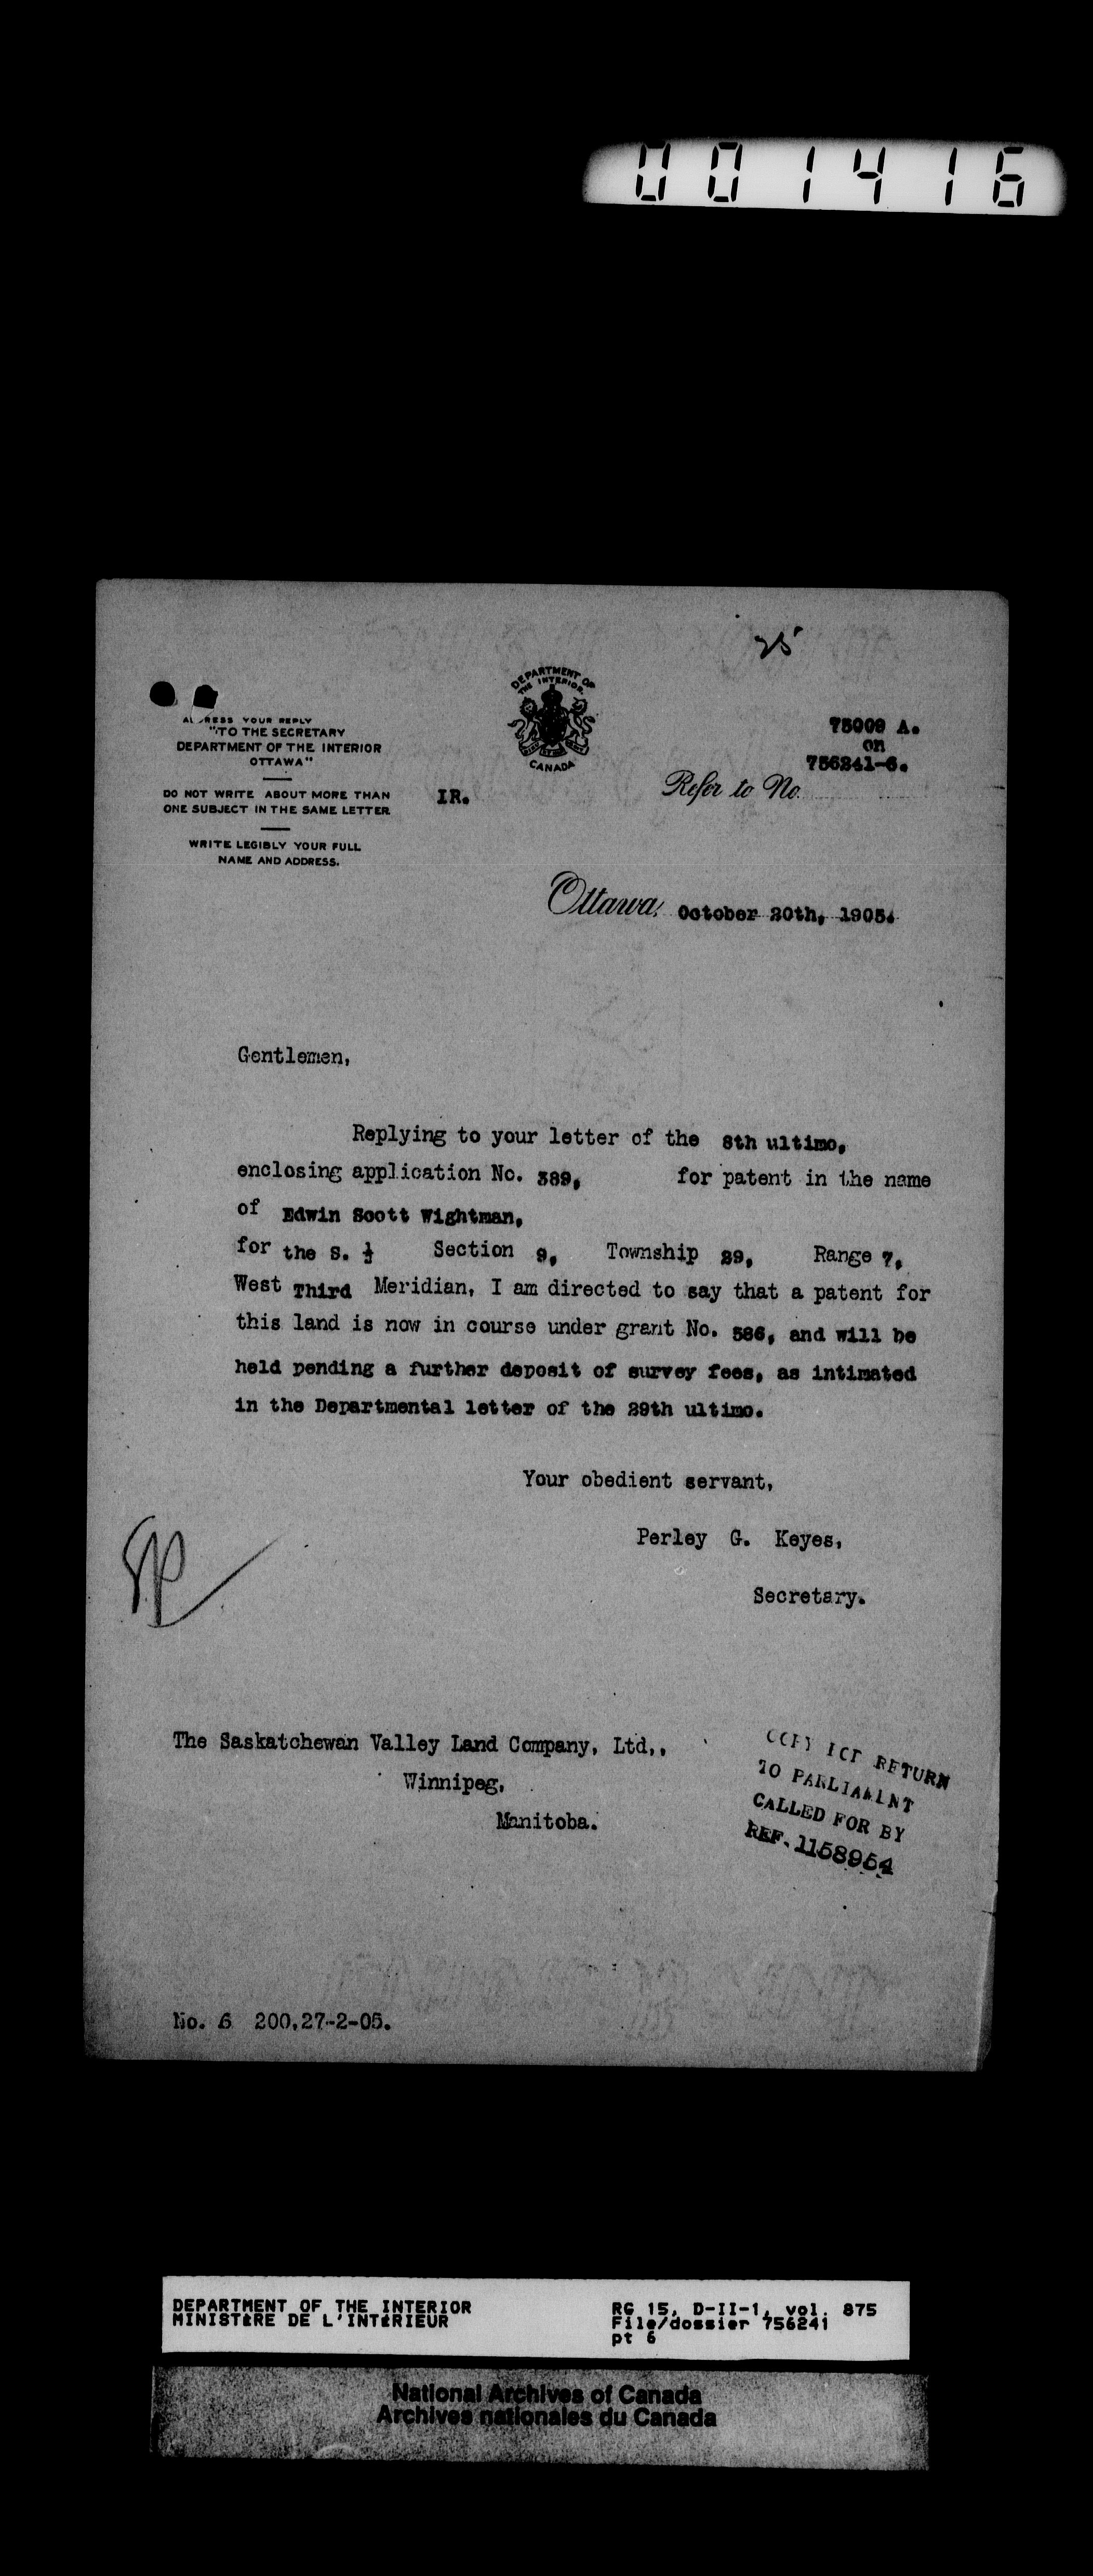 001416
25
ADDRESS YOUR REPLY
"TO THE SECRETARY
DEPARTMENT OF THE INTERIOR
OTTAWA"
DO NOT WRITE ABOUT MORE THAN
ONE SUBJECT IN THE SAME LETTER
WRITE LEGIBLY YOUR FULL
NAME AND ADDRESS.
DEPARTMENT OF
THE INTERIOR.
CANADA
IR.
75009 A.
on
756241-6.
Refer to No.
Ottawa, October 20th, 1905.
Gentlemen,
Replying to your letter of the 8th ultimo,
enclosing application No. 389, for patent in the name
of Edwin Scott Wightman,
for the S. ½ Section 9, Township 29, Range 7,
West Third Meridian, I am directed to say that a patent for
this land is now in course under grant No. 586, and will be
held pending a further deposit of survey fees, as intimated
in the Departmental letter of the 29th ultimo.
Your obedient servant,
Perley G. Keyes,
Secretary.
The Saskatchewan Valley Land Company, Ltd.,
Winnipeg,
Manitoba.
COPY FOR RETURN
TO PARLIAMENT
CALLED FOR BY
REF. 1158954
No. 6 200,27-2-05.
DEPARTMENT OF THE INTERIOR
MINISTÈRE DE L'INTÉRIEUR
RG 15, D-II-1, vol. 875
File/dossier 756241
pt 6
National Archives of Canada
Archives nationales du Canada